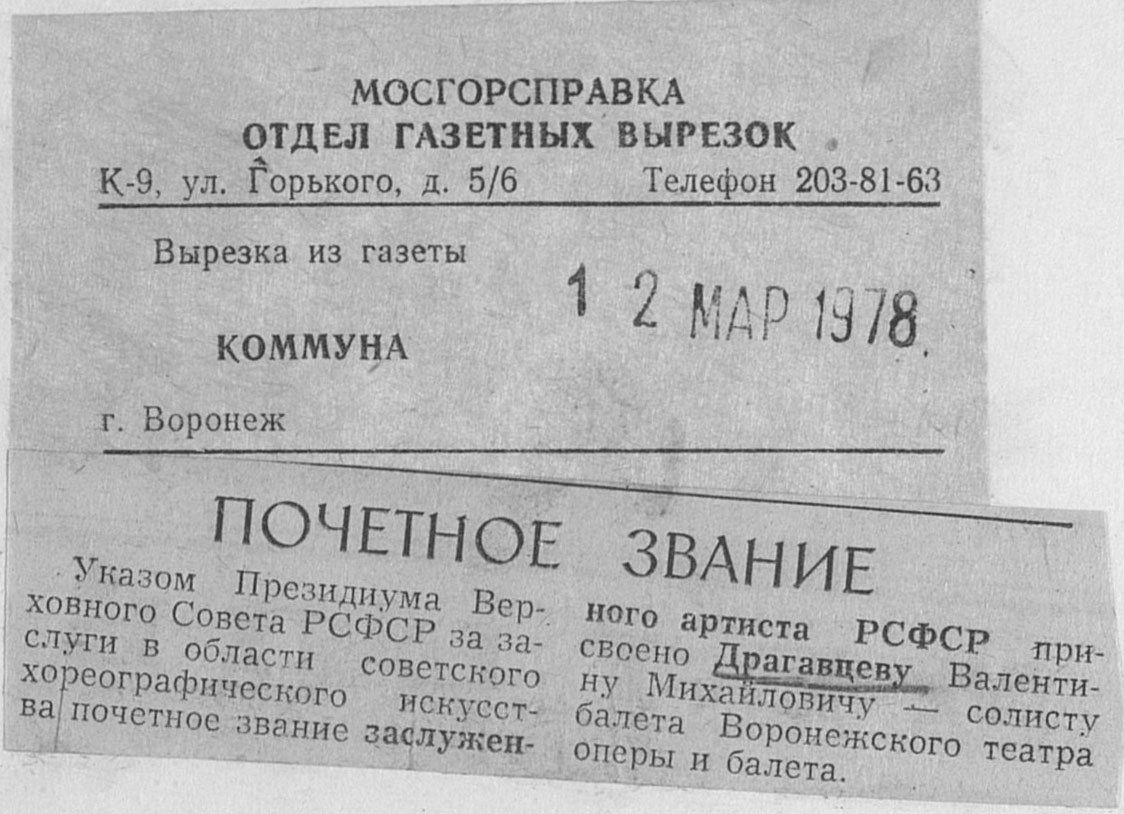 МОСГОРСПРАВКА
ОТДЕЛ ГАЗЕТНЫХ ВЫРЕЗОК
К-9, ул. Горького, д. 5/6 Телефон 203-81-63
Вырезка из газеты
1 2 МАР 1978
КОММУНА
г. Воронеж
ПОЧЕТНОЕ ЗВАНИЕ
Указом Президиума Вер-
ховного Совета РСФСР за за-
слуги в области советского
хореографического искусст-
ва почетное звание заслужен-
ного артиста РСФСР при-
своено Драгавцеву Валенти-
ну Михайловичу — солисту
балета Воронежского театра
оперы и балета.